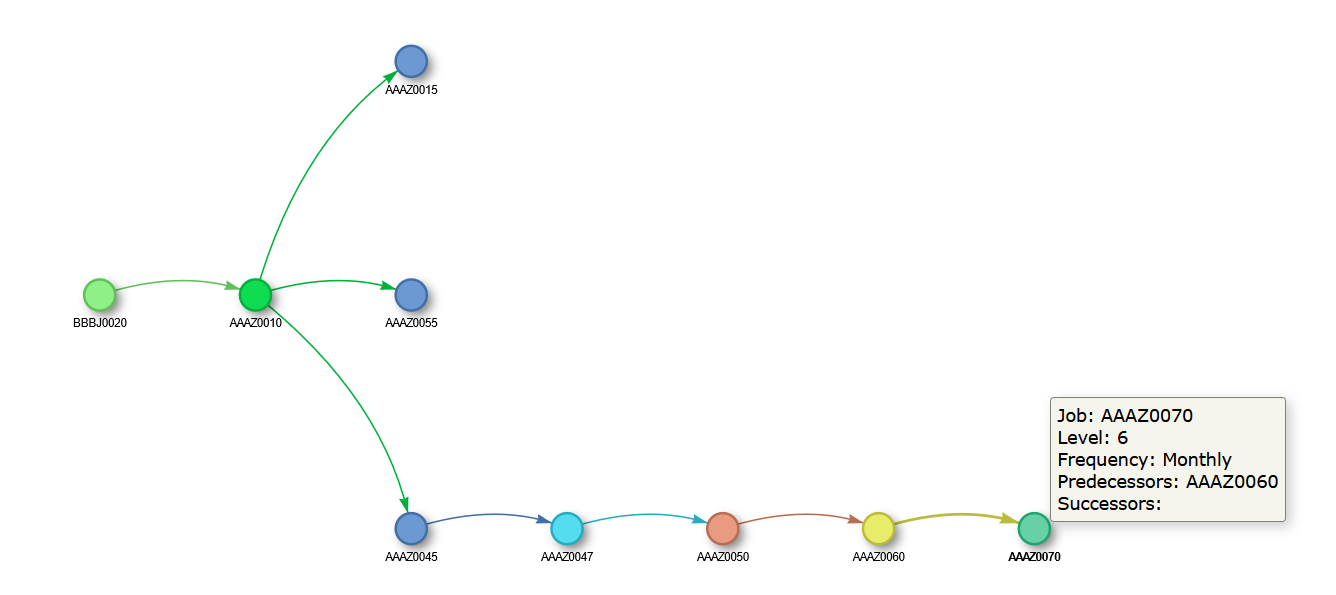 AAAZ0015
BBBJ0020
AAAZ0010
AAAZ0055
Job: AAAZ0070
Level: 6
Frequency: Monthly
Predecessors: AAAZ0060
Successors:
AAAZ0045
AAAZ0047
AAAZ0050
AAAZ0060
AAAZ0070